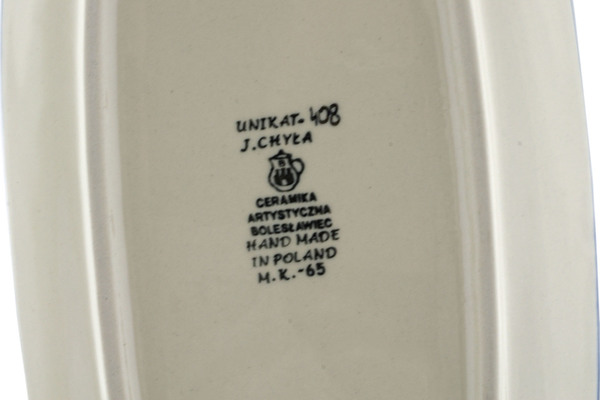 UNIKAT-408
J.CHYŁA
B
CERAMIKA
ARTYSTYCZNA
BOLESŁAWIEC
HAND MADE
IN POLAND
M.K.-65